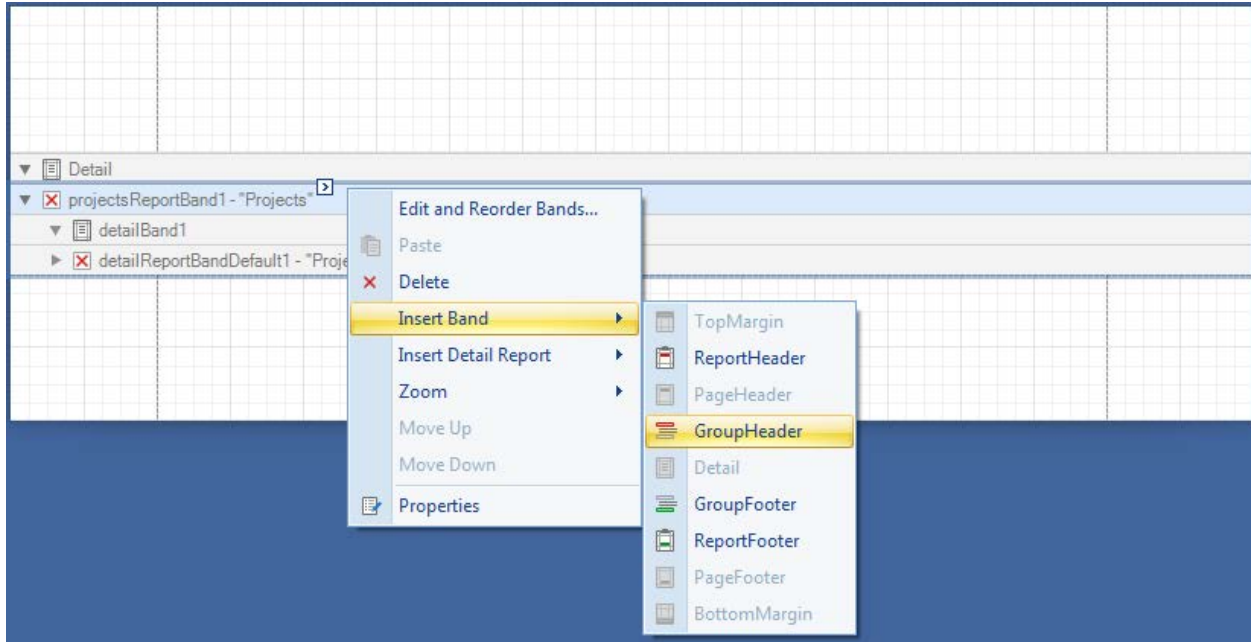 Detail
projectsReportBand1 - "Projects"
detailBand1
detailReportBandDefault1 - "Proje
Edit and Reorder Bands...
Paste
Delete
Insert Band
Insert Detail Report
Zoom
Move Up
Move Down
Properties
TopMargin
ReportHeader
PageHeader
GroupHeader
Detail
GroupFooter
ReportFooter
PageFooter
BottomMargin